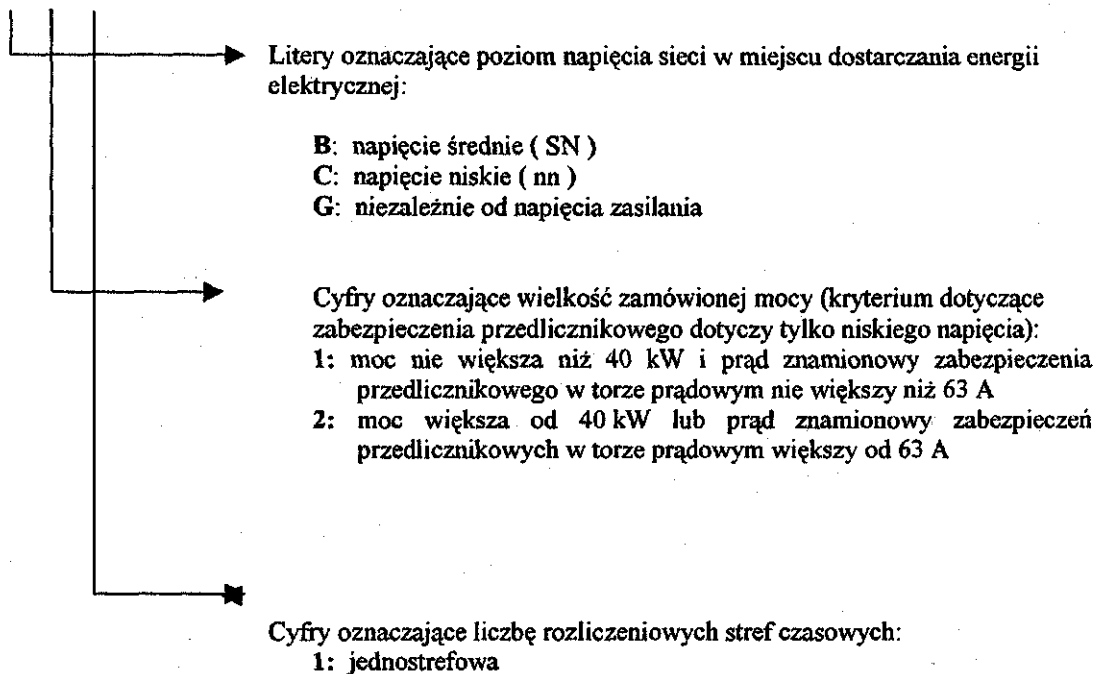 Litery oznaczające poziom napięcia sieci w miejscu dostarczania energii
elektrycznej:
B: napięcie średnie ( SN )
C: napięcie niskie ( nn )
G: niezależnie od napięcia zasilania
Cyfry oznaczające wielkość zamówionej mocy (kryterium dotyczące
zabezpieczenia przedlicznikowego dotyczy tylko niskiego napięcia):
1: moc nie większa niż 40 kW i prąd znamionowy zabezpieczenia
przedlicznikowego w torze prądowym nie większy niż 63 A
2: moc większa od 40 kW lub prąd znamionowy zabezpieczeń
przedlicznikowych w torze prądowym większy od 63 A
Cyfry oznaczające liczbę rozliczeniowych stref czasowych:
1: jednostrefowa